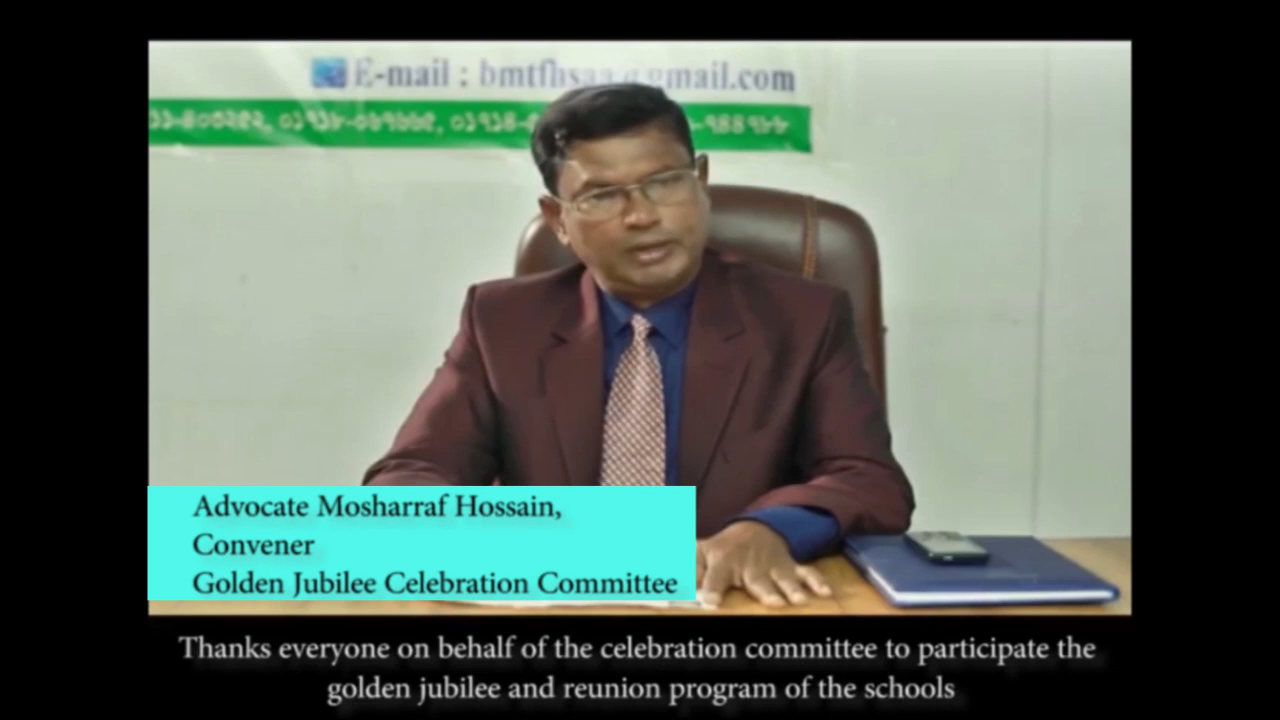 E-mail : bmtfhsaa@gmail.com
Advocate Mosharraf Hossain,
Convener
Golden Jubilee Celebration Committee
Thanks everyone on behalf of the celebration committee to participate the
golden jubilee and reunion program of the schools